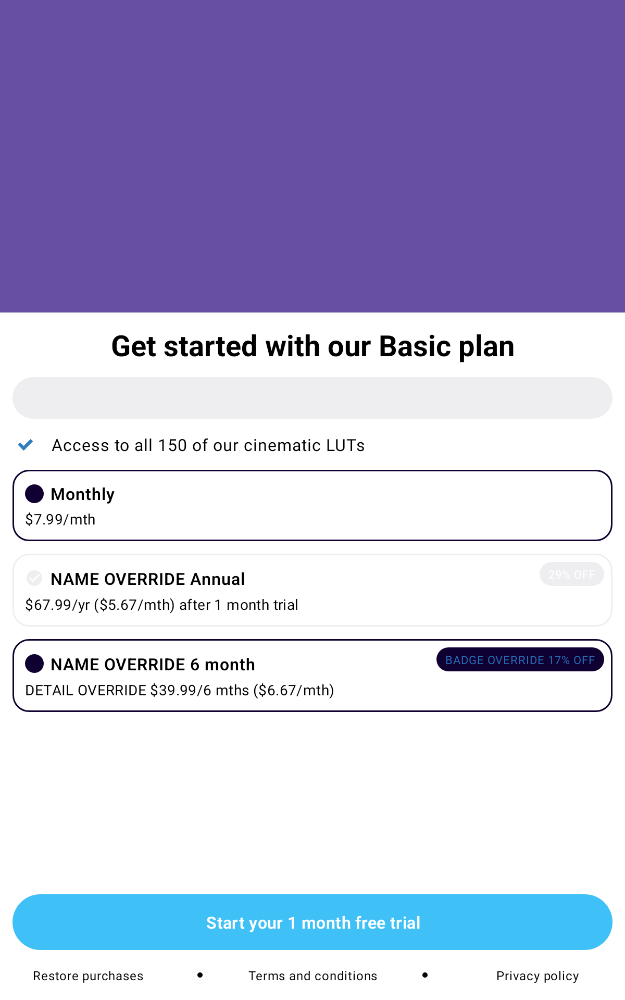 Get started with our Basic plan
Access to all 150 of our cinematic LUTs
Monthly
$7.99/mth
NAME OVERRIDE Annual
29% OFF
$67.99/yr ($5.67/mth) after 1 month trial
NAME OVERRIDE 6 month
BADGE OVERRIDE 17% OFF
DETAIL OVERRIDE $39.99/6 mths ($6.67/mth)
Start your 1 month free trial
Restore purchases • Terms and conditions • Privacy policy